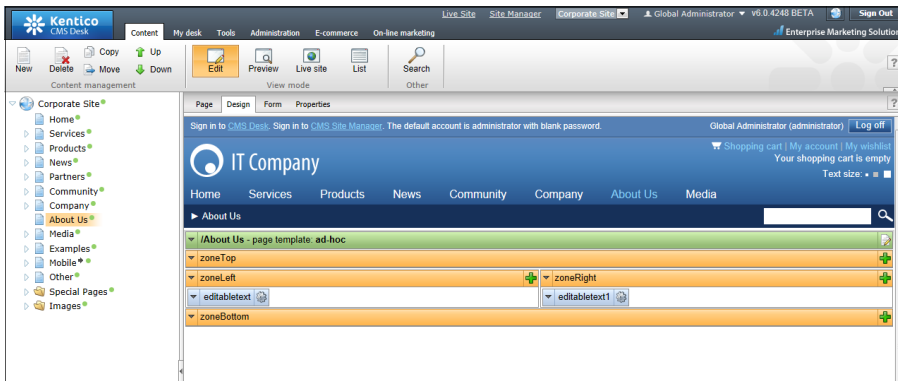 Live Site Site Manager Corporate Site Global Administrator v6.0.4248 BETA Sign Out
Kentico
CMS Desk
Content My desk Tools Administration E-commerce On-line marketing Enterprise Marketing Solution
New Delete Copy Move Up Down
Content management
Edit Preview Live site List
View mode
Search
Other
?
Corporate Site
Home
Services
Products
News
Partners
Community
Company
About Us
Media
Examples
Mobile
Other
Special Pages
Images
Page Design Form Properties
?
Sign in to CMS Desk. Sign in to CMS Site Manager. The default account is administrator with blank password. Global Administrator (administrator) Log off
Shopping cart | My account | My wishlist
IT Company
Your shopping cart is empty
Text size:
Home Services Products News Community Company About Us Media
► About Us
/About Us - page template: ad-hoc
zoneTop
zoneLeft zoneRight
editabletext editabletext1
zoneBottom